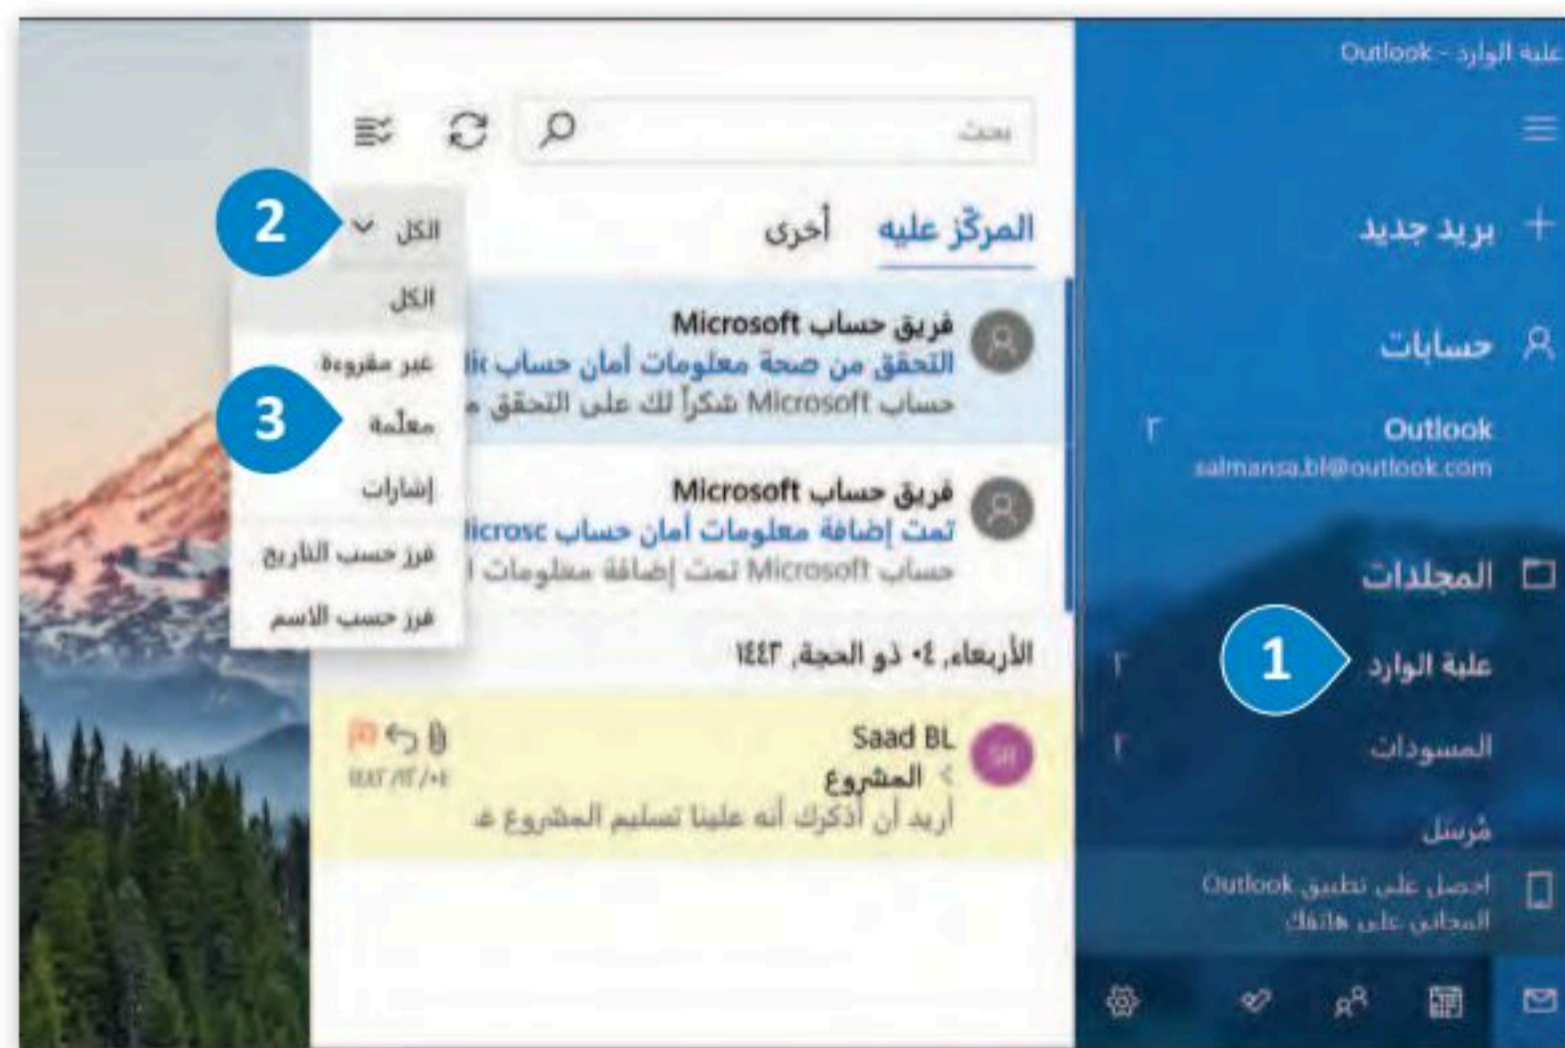 علبة الوارد - Outlook
بريد جديد
حسابات
Outlook ٢
salmansa.bl@outlook.com
المجلدات
1
علبة الوارد ٢
المسودات ٢
مُرسَل
احصل على تطبيق Outlook
المجاني على هاتفك
بحث
المركّز عليه أخرى
فريق حساب Microsoft
التحقق من صحة معلومات أمان حساب
حساب Microsoft شكراً لك على التحقق
فريق حساب Microsoft
تمت إضافة معلومات أمان حساب
حساب Microsoft تمت إضافة معلومات
الأربعاء, ٠٤ ذو الحجة, ١٤٤٣
Saad BL
المشروع
أريد أن أذكرك أنه علينا تسليم المشروع
2
الكل
الكل
غير مقروءة
3
معلّمة
إشارات
فرز حسب التاريخ
فرز حسب الاسم